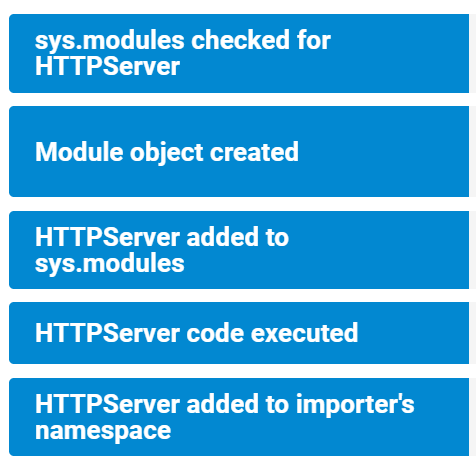 sys.modules checked for
HTTPServer
Module object created
HTTPServer added to
sys.modules
HTTPServer code executed
HTTPServer added to importer's
namespace